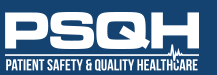 PSQH
PATIENT SAFETY & QUALITY HEALTHCARE